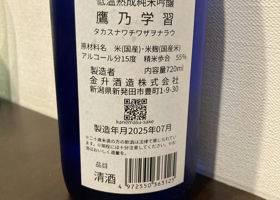 低温熟成純米吟醸
鷹乃学習
タカスナワチワザヲナラウ
原材料名 米(国産)・米麹(国産米)
アルコール分15度 精米歩合 55%
製造者 内容量720ml
金升酒造株式会社
新潟県新発田市豊町1-9-30
kanemasu-sake
製造年月2025年07月
品目
清酒
4 972550 363123